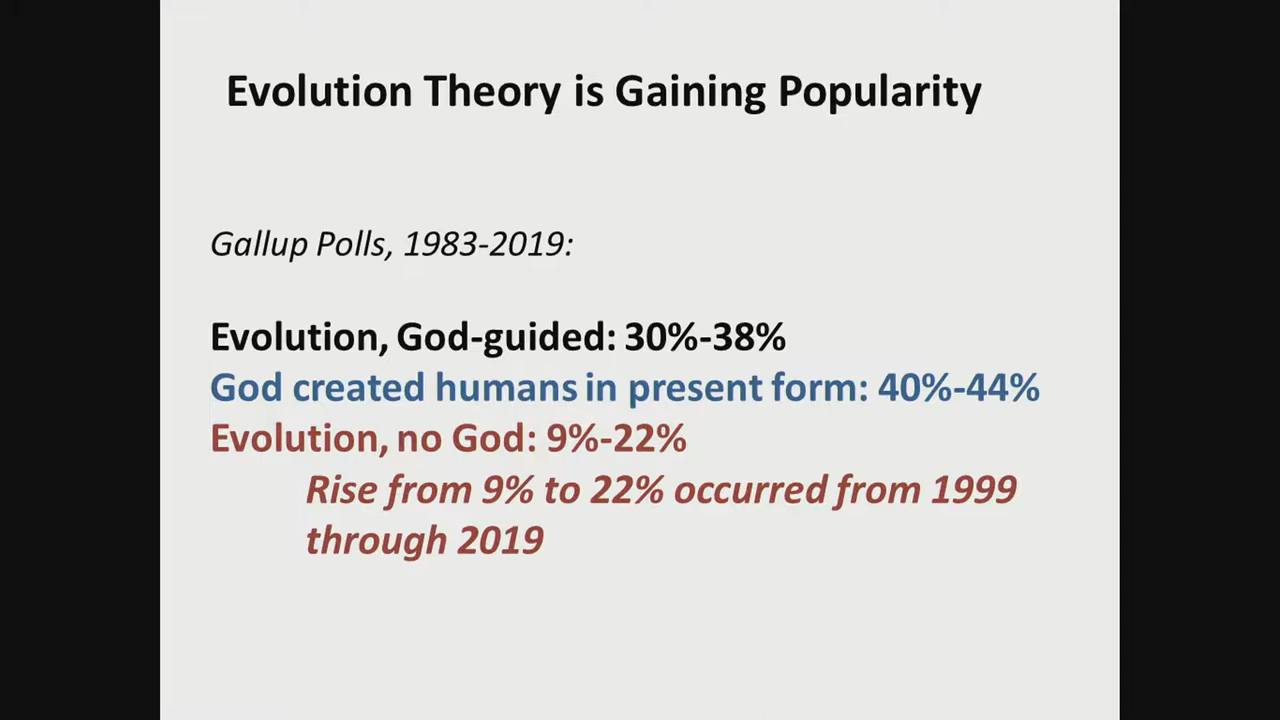 Evolution Theory is Gaining Popularity
Gallup Polls, 1983-2019:
Evolution, God-guided: 30%-38%
God created humans in present form: 40%-44%
Evolution, no God: 9%-22%
Rise from 9% to 22% occurred from 1999
through 2019